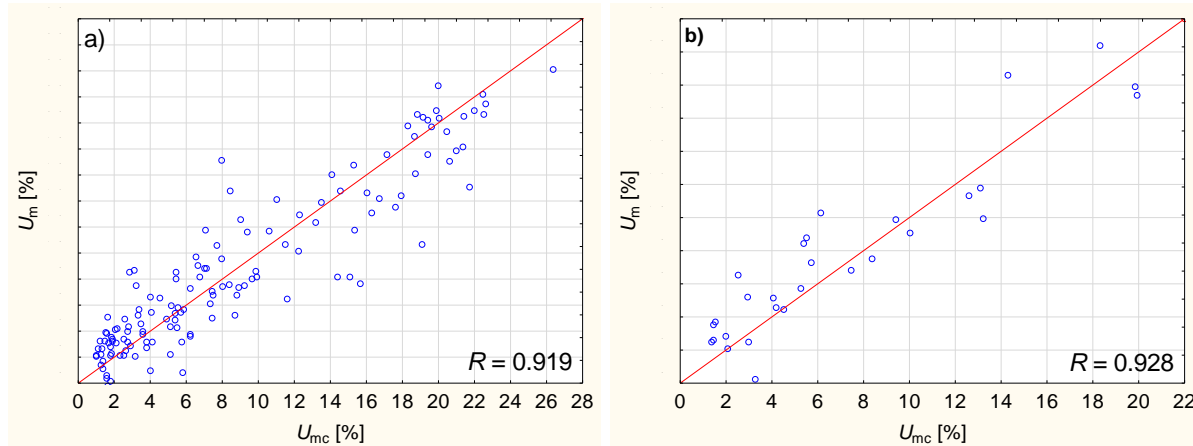 a)
U_m [%]
R = 0.919
0 2 4 6 8 10 12 14 16 18 20 22 24 26 28
U_mc [%]
b)
U_m [%]
R = 0.928
0 2 4 6 8 10 12 14 16 18 20 22
U_mc [%]